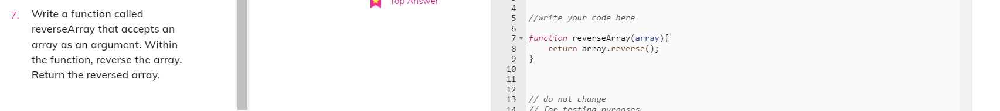 7. Write a function called
reverseArray that accepts an
array as an argument. Within
the function, reverse the array.
Return the reversed array.
Top Answer
4
5 //write your code here
6
7 function reverseArray(array){
8 return array.reverse();
9 }
10
11
12
13 // do not change
14 // for testing purposes